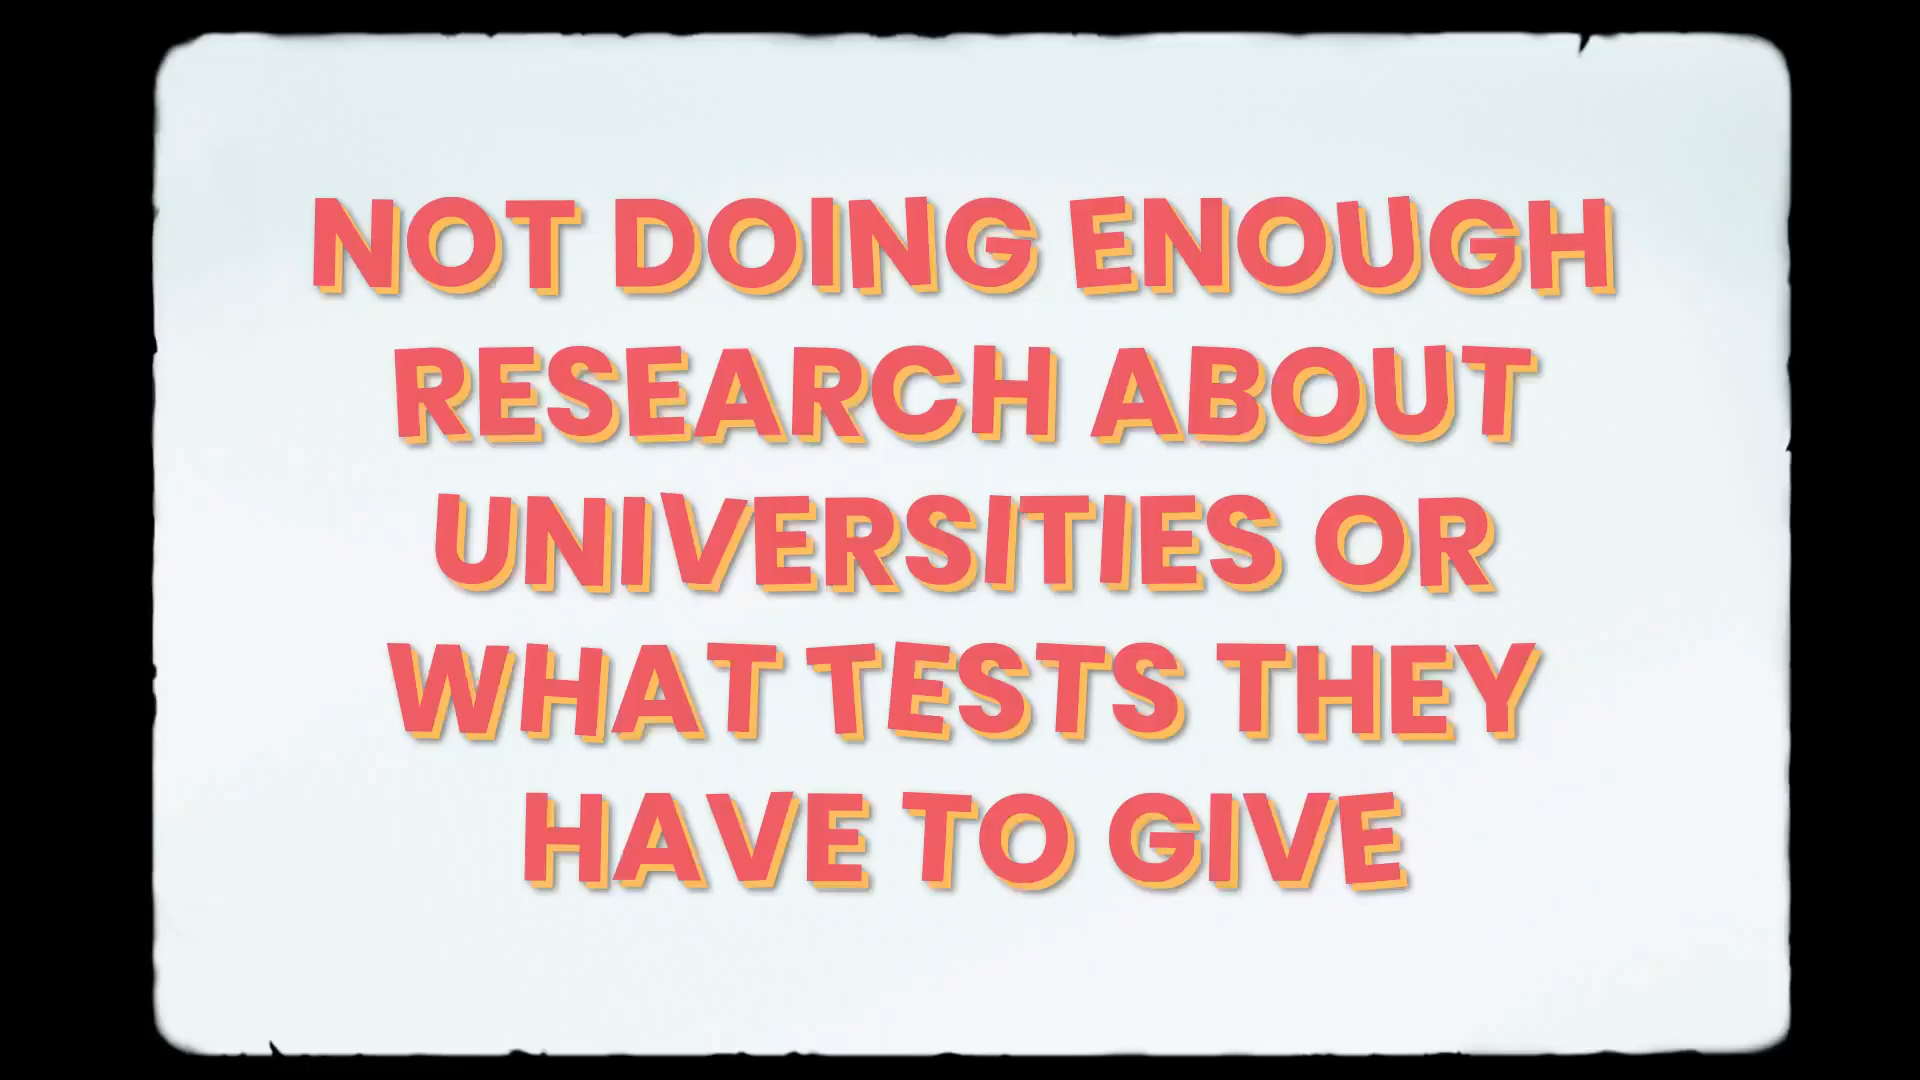 NOT DOING ENOUGH
RESEARCH ABOUT
UNIVERSITIES OR
WHAT TESTS THEY
HAVE TO GIVE